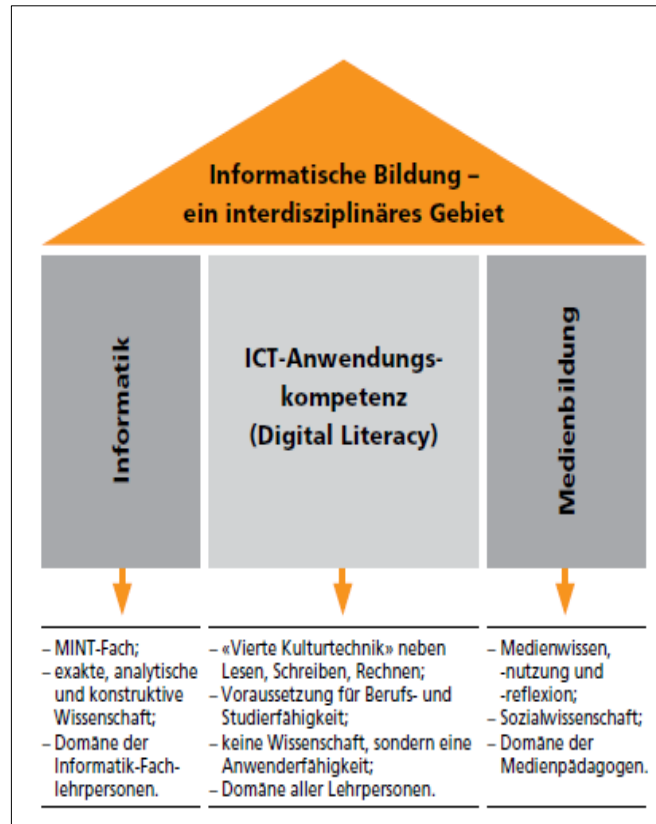 Informatische Bildung –
ein interdisziplinäres Gebiet
Informatik
ICT-Anwendungs-
kompetenz
(Digital Literacy)
Medienbildung
– MINT-Fach;
– exakte, analytische
und konstruktive
Wissenschaft;
– Domäne der
Informatik-Fach-
lehrpersonen.
– «Vierte Kulturtechnik» neben
Lesen, Schreiben, Rechnen;
– Voraussetzung für Berufs- und
Studierfähigkeit;
– keine Wissenschaft, sondern eine
Anwenderfähigkeit;
– Domäne aller Lehrpersonen.
– Medienwissen,
-nutzung und
-reflexion;
– Sozialwissenschaft;
– Domäne der
Medienpädagogen.